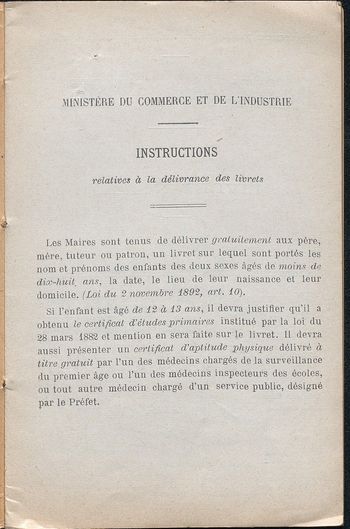 MINISTÈRE DU COMMERCE ET DE L'INDUSTRIE
INSTRUCTIONS
relatives à la délivrance des livrets
Les Maires sont tenus de délivrer gratuitement aux père,
mère, tuteur ou patron, un livret sur lequel sont portés les
nom et prénoms des enfants des deux sexes âgés de moins de
dix-huit ans, la date, le lieu de leur naissance et leur
domicile. (Loi du 2 novembre 1892, art. 10).
Si l'enfant est âgé de 12 à 13 ans, il devra justifier qu'il a
obtenu le certificat d'études primaires institué par la loi du
28 mars 1882 et mention en sera faite sur le livret. Il devra
aussi présenter un certificat d'aptitude physique délivré à
titre gratuit par l'un des médecins chargés de la surveillance
du premier âge ou l'un des médecins inspecteurs des écoles,
ou tout autre médecin chargé d'un service public, désigné
par le Préfet.